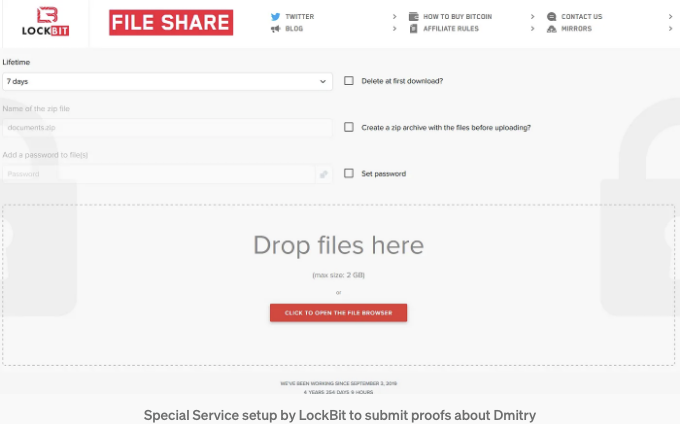 LOCKBIT
FILE SHARE
TWITTER
BLOG
HOW TO BUY BITCOIN
AFFILIATE RULES
CONTACT US
MIRRORS
Lifetime
7 days
Delete at first download?
Name of the zip file
documents.zip
Create a zip archive with the files before uploading?
Add a password to file(s)
Password
Set password
Drop files here
(max size: 2 GB)
or
CLICK TO OPEN THE FILE BROWSER
WE'VE BEEN WORKING SINCE SEPTEMBER 3, 2019
4 YEARS 254 DAYS 9 HOURS
Special Service setup by LockBit to submit proofs about Dmitry